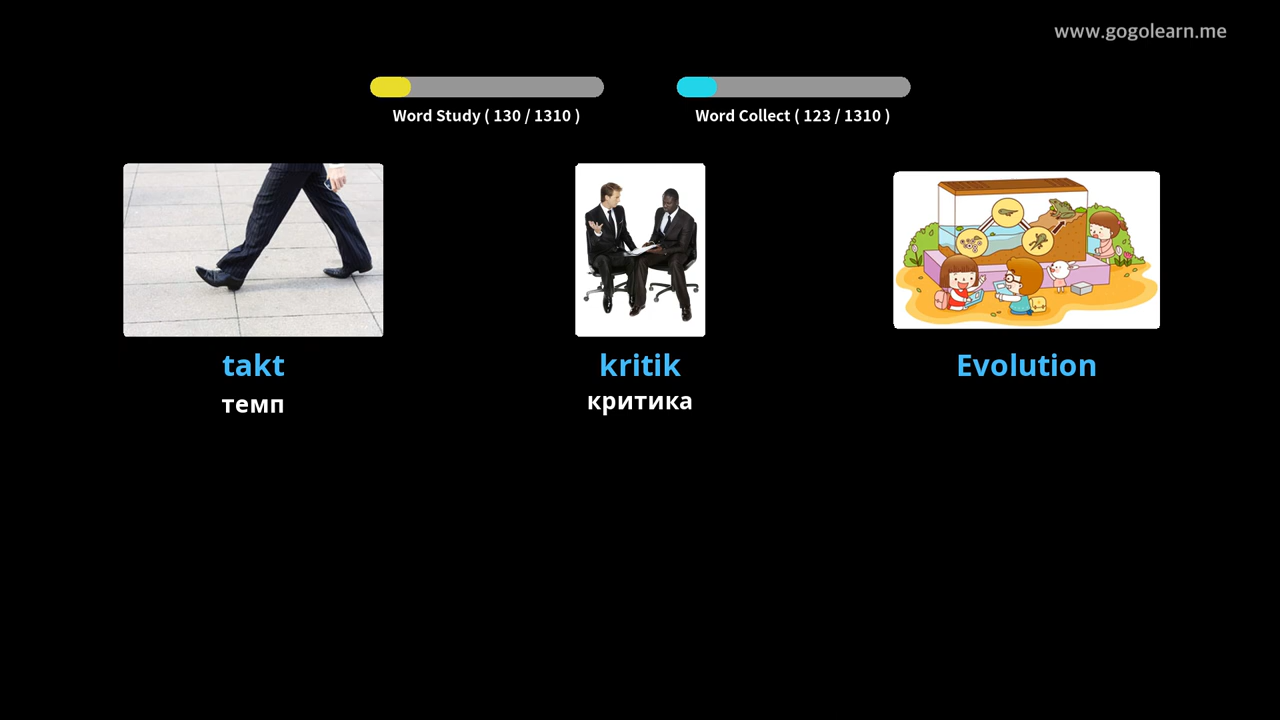 www.gogolearn.me
Word Study ( 130 / 1310 )
Word Collect ( 123 / 1310 )
takt
kritik
Evolution
темп
критика